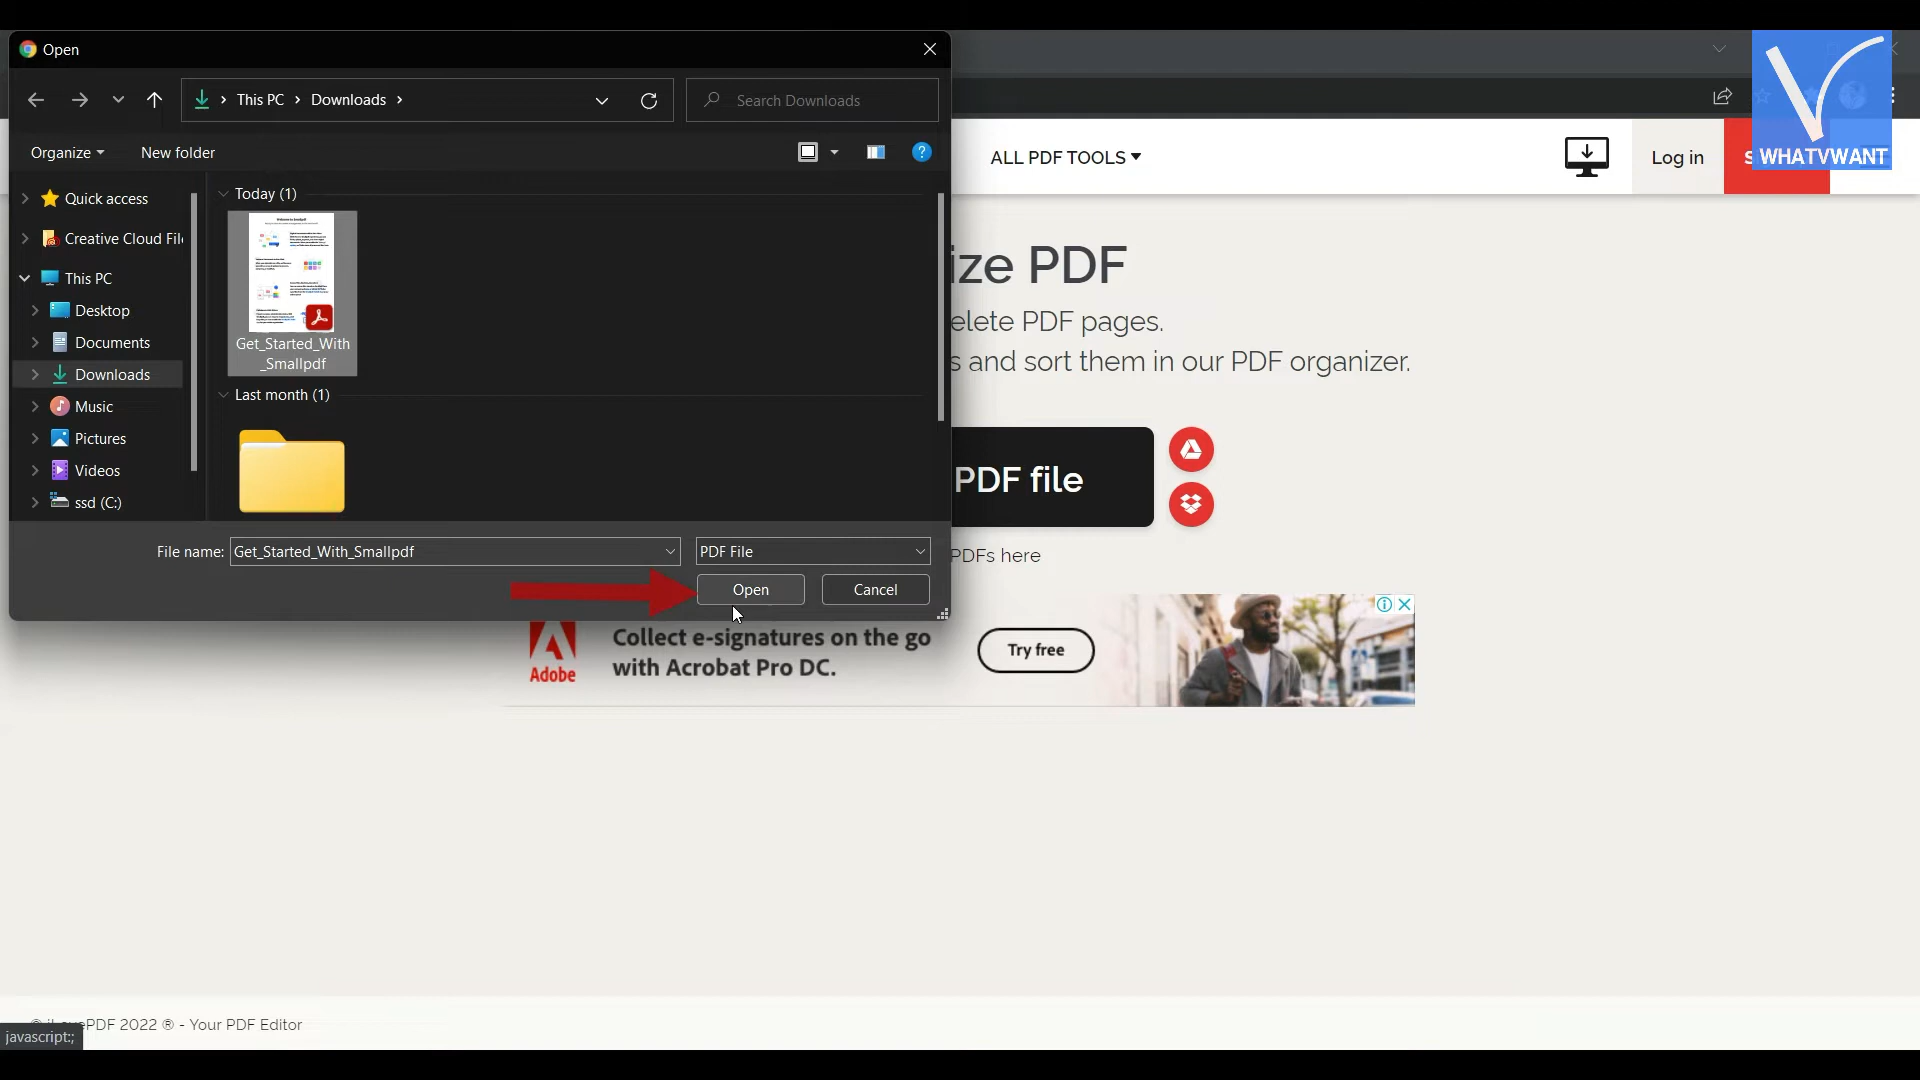 Open
This PC > Downloads >
Search Downloads
WHATVWANT
Organize
New folder
ALL PDF TOOLS
Log in
S
Quick access
Creative Cloud Fil
This PC
Desktop
Documents
Downloads
Music
Pictures
Videos
ssd (C:)
Today (1)
Get_Started_With
_Smallpdf
Last month (1)
ize PDF
elete PDF pages.
s and sort them in our PDF organizer.
PDF file
PDFs here
File name:
Get_Started_With_Smallpdf
PDF File
Open
Cancel
Adobe
Collect e-signatures on the go
with Acrobat Pro DC.
Try free
PDF 2022 ® - Your PDF Editor
javascript:;